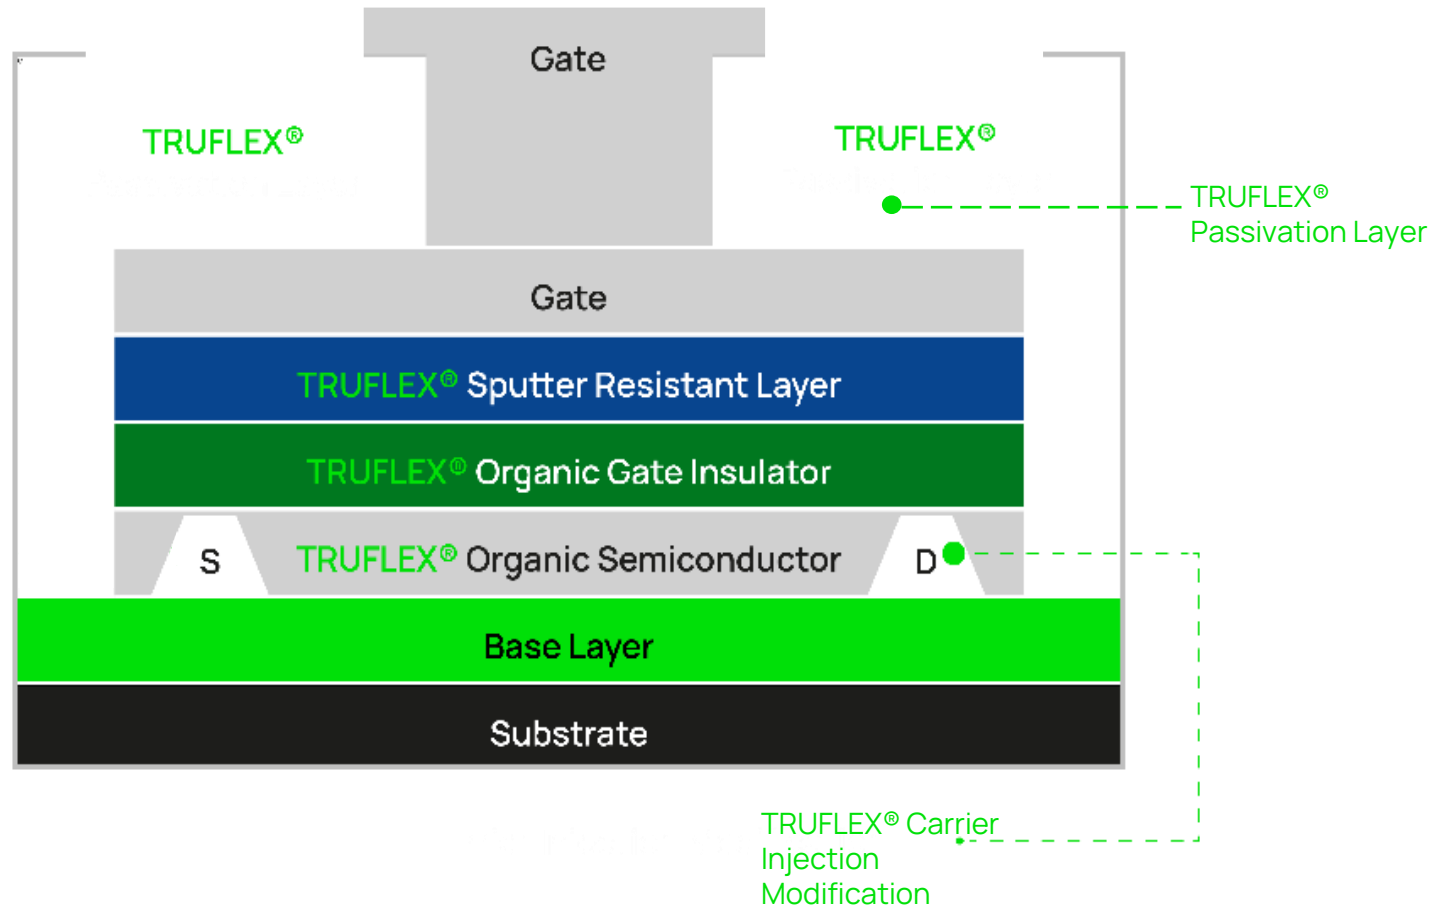 Gate
TRUFLEX®
TRUFLEX®
TRUFLEX®
Passivation Layer
Gate
TRUFLEX® Sputter Resistant Layer
TRUFLEX® Organic Gate Insulator
S
TRUFLEX® Organic Semiconductor
D
Base Layer
Substrate
TRUFLEX® Carrier
Injection
Modification